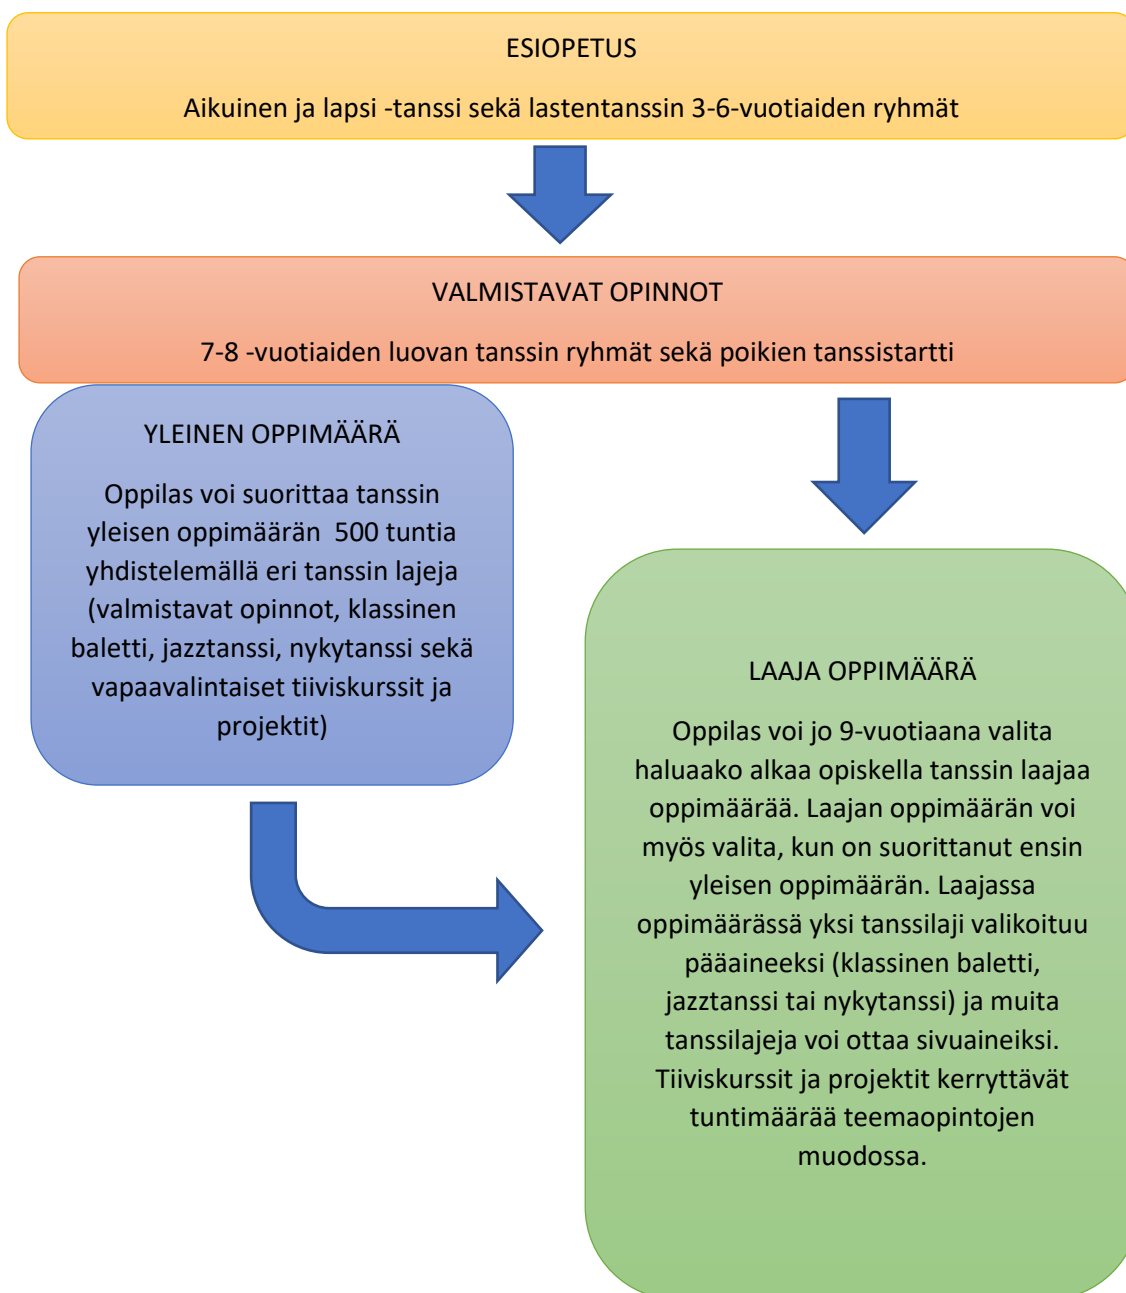 ESIOPETUS
Aikuinen ja lapsi -tanssi sekä lastentanssin 3-6-vuotiaiden ryhmät
VALMISTAVAT OPINNOT
7-8 -vuotiaiden luovan tanssin ryhmät sekä poikien tanssistartti
YLEINEN OPPIMÄÄRÄ
Oppilas voi suorittaa tanssin
yleisen oppimäärän  500 tuntia
yhdistelemällä eri tanssin lajeja
(valmistavat opinnot, klassinen
baletti, jazztanssi, nykytanssi sekä
vapaavalintaiset tiiviskurssit ja
projektit)
LAAJA OPPIMÄÄRÄ
Oppilas voi jo 9-vuotiaana valita
haluaako alkaa opiskella tanssin laajaa
oppimäärää. Laajan oppimäärän voi
myös valita, kun on suorittanut ensin
yleisen oppimäärän. Laajassa
oppimäärässä yksi tanssilaji valikoituu
pääaineeksi (klassinen baletti,
jazztanssi tai nykytanssi) ja muita
tanssilajeja voi ottaa sivuaineiksi.
Tiiviskurssit ja projektit kerryttävät
tuntimäärää teemaopintojen
muodossa.